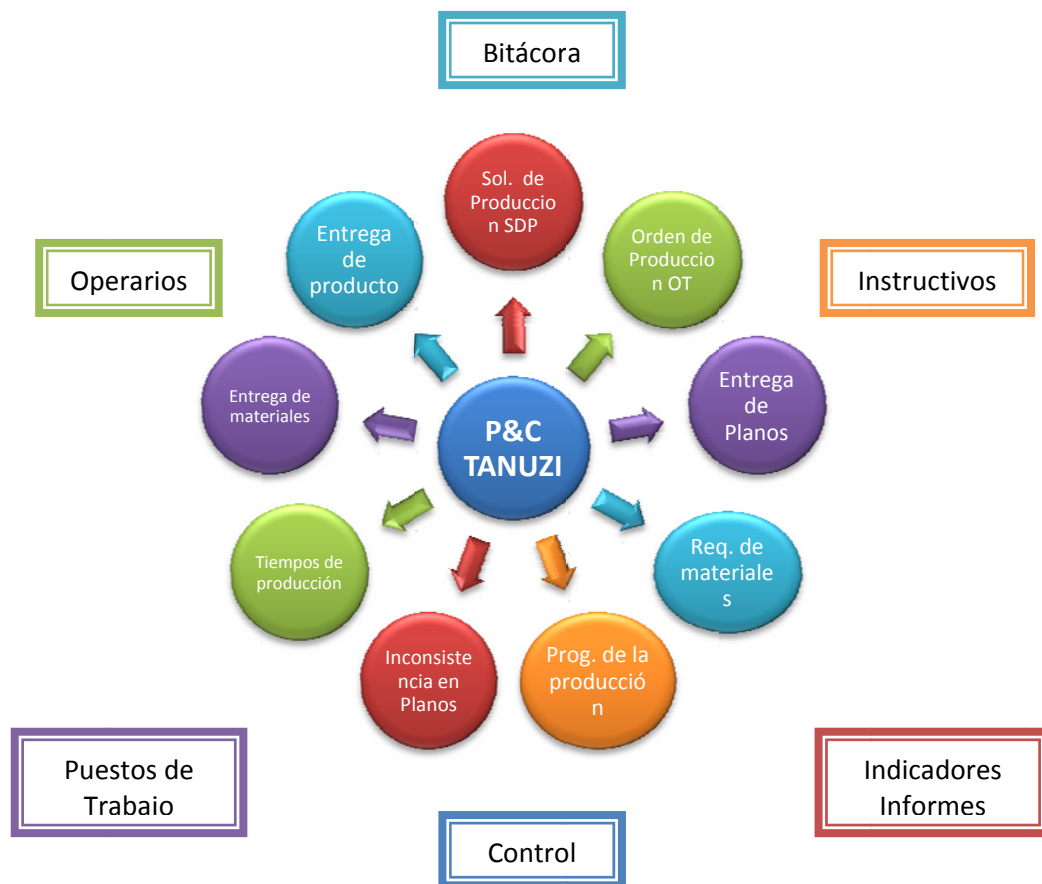 Bitácora
Sol. de
Produccio
n SDP
Orden de
Produccio
n OT
Entrega
de
producto
Operarios
Instructivos
Entrega de
materiales
Entrega
de
Planos
P&C
TANUZI
Tiempos de
producción
Req. de
materiale
s
Inconsiste
ncia en
Planos
Prog. de la
producció
n
Puestos de
Trabajo
Indicadores
Informes
Control